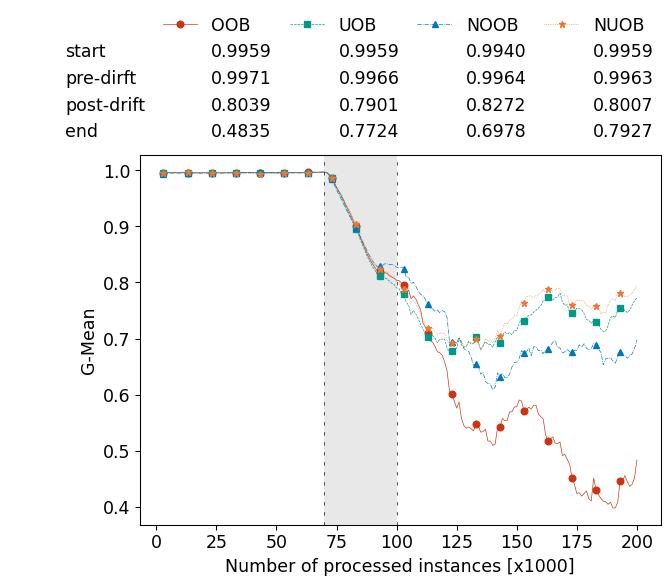 OOB UOB NOOB NUOB
start 0.9959 0.9959 0.9940 0.9959
pre-dirft 0.9971 0.9966 0.9964 0.9963
post-drift 0.8039 0.7901 0.8272 0.8007
end 0.4835 0.7724 0.6978 0.7927
1.0
0.9
0.8
0.7
0.6
0.5
0.4
G-Mean
0 25 50 75 100 125 150 175 200
Number of processed instances [x1000]